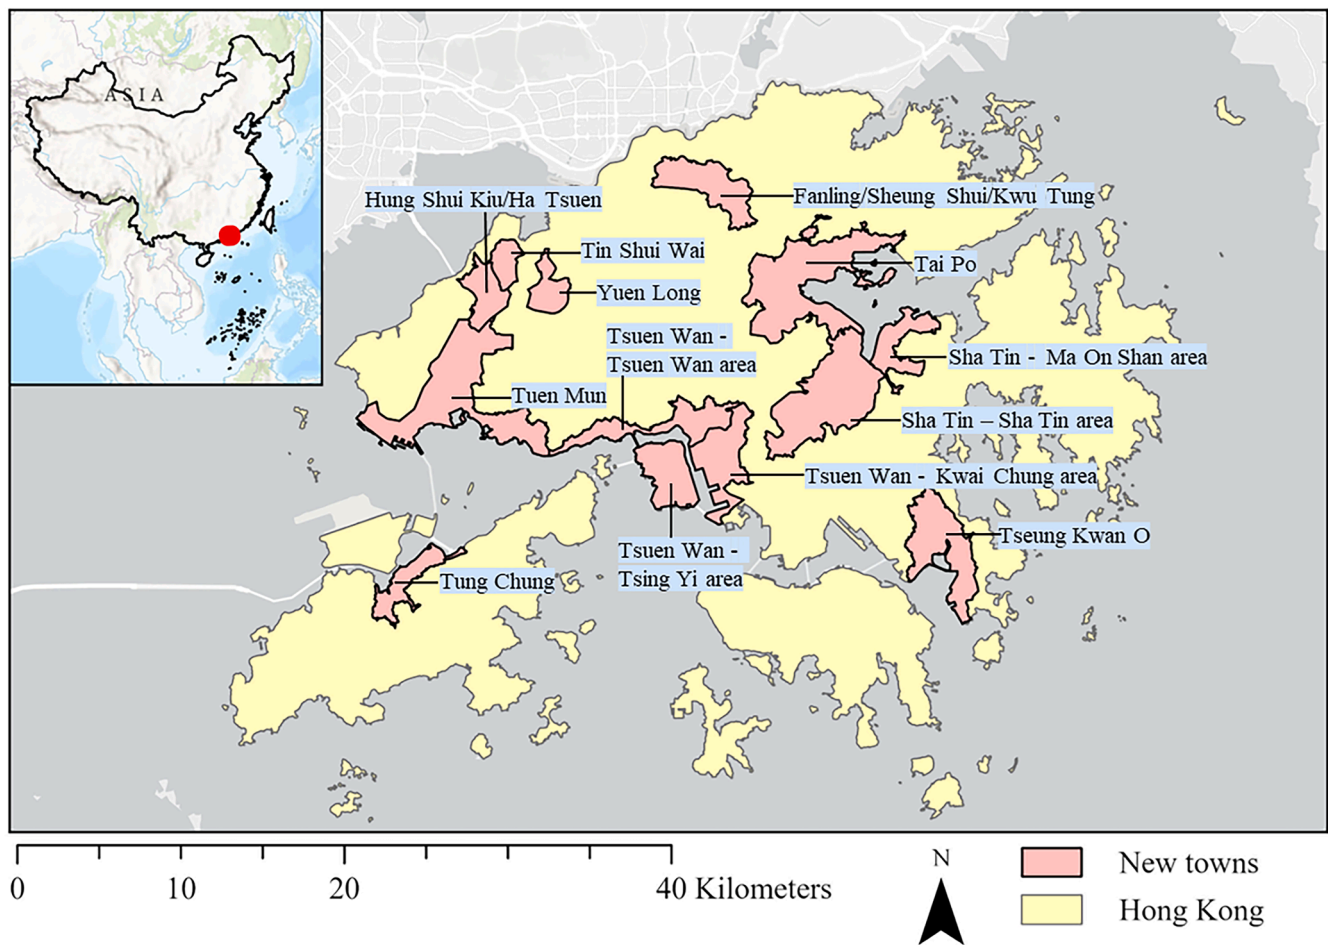 ASIA
Hung Shui Kiu/Ha Tsuen
Fanling/Sheung Shui/Kwu Tung
Tin Shui Wai
Tai Po
Yuen Long
Tsuen Wan -
Tsuen Wan area
Sha Tin - Ma On Shan area
Tuen Mun
Sha Tin – Sha Tin area
Tsuen Wan - Kwai Chung area
Tseung Kwan O
Tsuen Wan -
Tsing Yi area
Tung Chung
0 10 20 40 Kilometers
N
New towns
Hong Kong